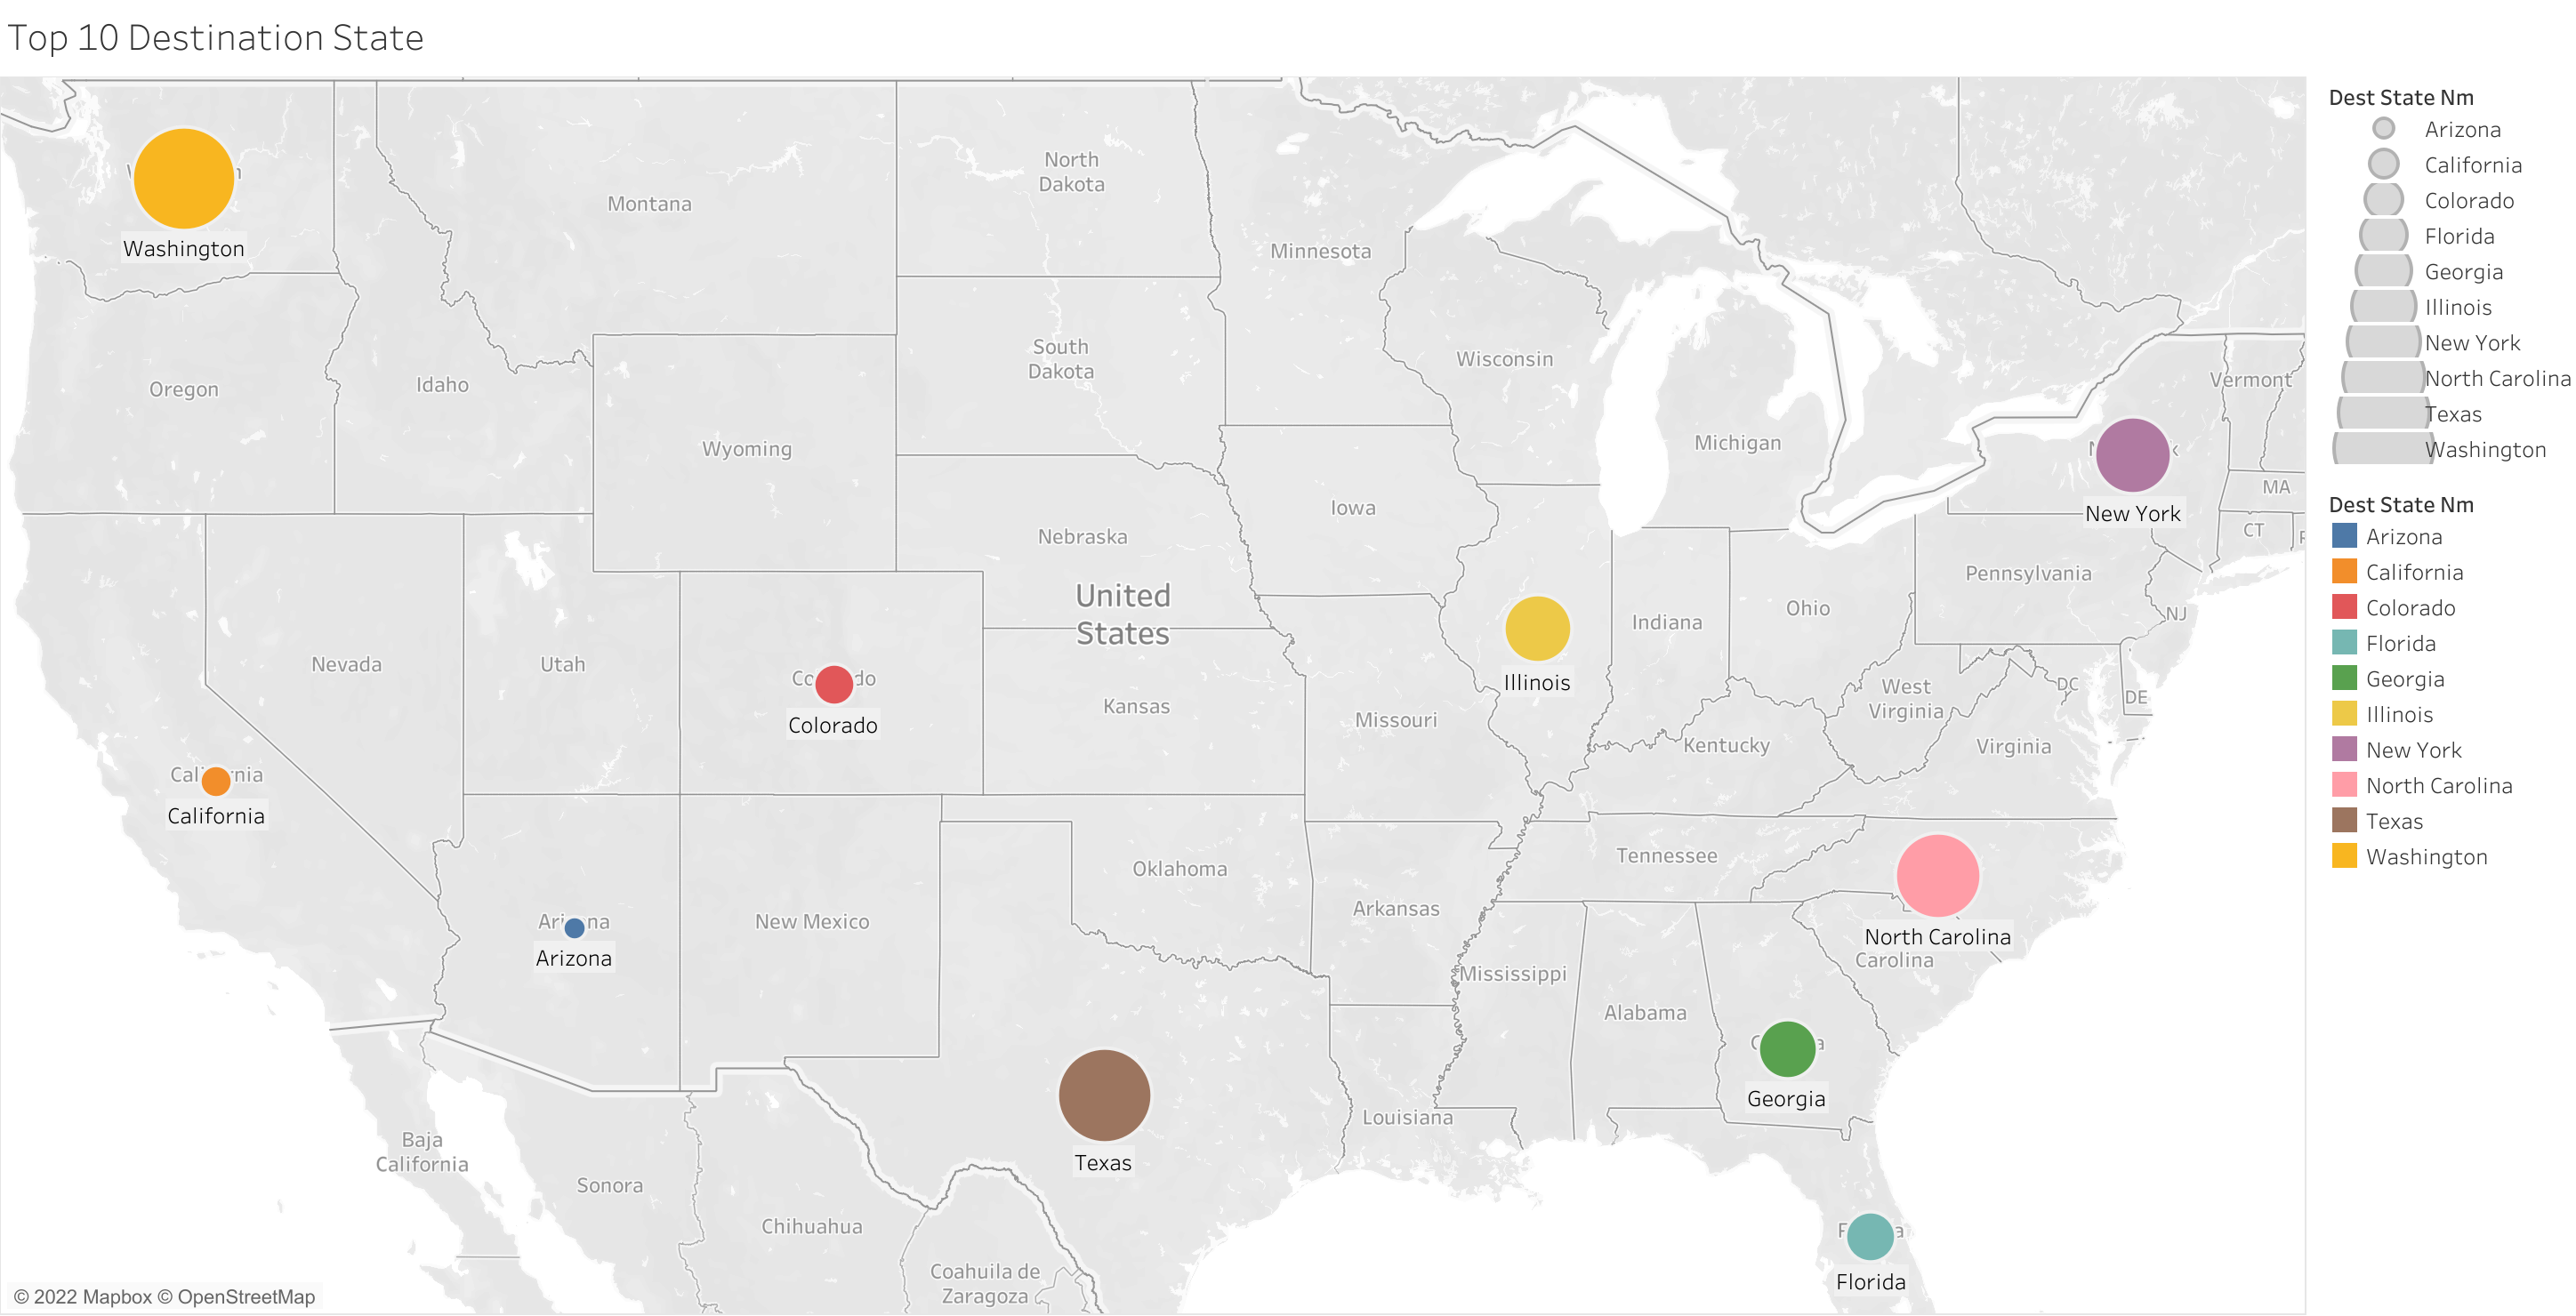 Top 10 Destination State
Washington
Montana
North
Dakota
Minnesota
Oregon
Idaho
South
Dakota
Wisconsin
Wyoming
Michigan
Vermont
New York
MA
CT
Iowa
Nebraska
United
States
Pennsylvania
NJ
Ohio
Indiana
Illinois
Nevada
Utah
Colorado
Kansas
Missouri
West
Virginia
DC
DE
Kentucky
Virginia
California
Arizona
New Mexico
Oklahoma
Arkansas
Tennessee
North Carolina
Carolina
Mississippi
Alabama
Georgia
Louisiana
Texas
Florida
Baja
California
Sonora
Chihuahua
Coahuila de
Zaragoza
© 2022 Mapbox © OpenStreetMap
Dest State Nm
Arizona
California
Colorado
Florida
Georgia
Illinois
New York
North Carolina
Texas
Washington
Dest State Nm
Arizona
California
Colorado
Florida
Georgia
Illinois
New York
North Carolina
Texas
Washington